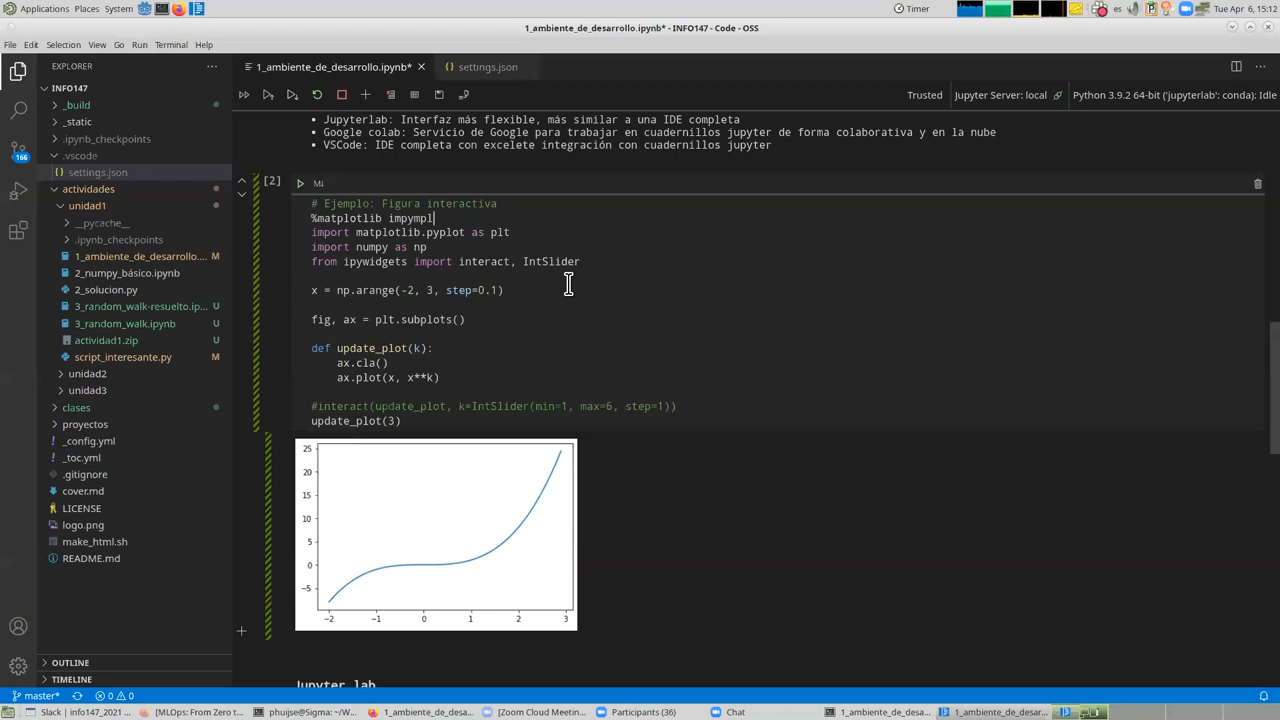 Applications Places System Timer es Tue Apr 6, 15:12
1_ambiente_de_desarrollo.ipynb* - INFO147 - Code - OSS
File Edit Selection View Go Run Terminal Help
EXPLORER
INFO147
_build
_static
.ipynb_checkpoints
.vscode
settings.json
actividades
unidad1
__pycache__
.ipynb_checkpoints
1_ambiente_de_desarrollo.... M
2_numpy_básico.ipynb
2_solucion.py
3_random_walk-resuelto.ip... U
3_random_walk.ipynb U
actividad1.zip U
script_interesante.py M
unidad2
unidad3
clases
proyectos
_config.yml
_toc.yml
.gitignore
cover.md
LICENSE
logo.png
make_html.sh
README.md
OUTLINE
TIMELINE
166
1_ambiente_de_desarrollo.ipynb* settings.json
Trusted Jupyter Server: local Python 3.9.2 64-bit ('jupyterlab': conda): Idle
• Jupyterlab: Interfaz más flexible, más similar a una IDE completa
• Google colab: Servicio de Google para trabajar en cuadernillos jupyter de forma colaborativa y en la nube
• VSCode: IDE completa con excelete integración con cuadernillos jupyter
[2] M↓
# Ejemplo: Figura interactiva
%matplotlib impympl
import matplotlib.pyplot as plt
import numpy as np
from ipywidgets import interact, IntSlider
x = np.arange(-2, 3, step=0.1)
fig, ax = plt.subplots()
def update_plot(k):
ax.cla()
ax.plot(x, x**k)
#interact(update_plot, k=IntSlider(min=1, max=6, step=1))
update_plot(3)
25
20
15
10
5
0
−5
−2 −1 0 1 2 3
Jupyter lab
master* 0 0
Slack | info147_2021 ... [MLOps: From Zero t... phuijse@Sigma: ~/W... 1_ambiente_de_desa... [Zoom Cloud Meetin... Participants (36) Chat 1_ambiente_de_desa... 1_ambiente_de_desar...